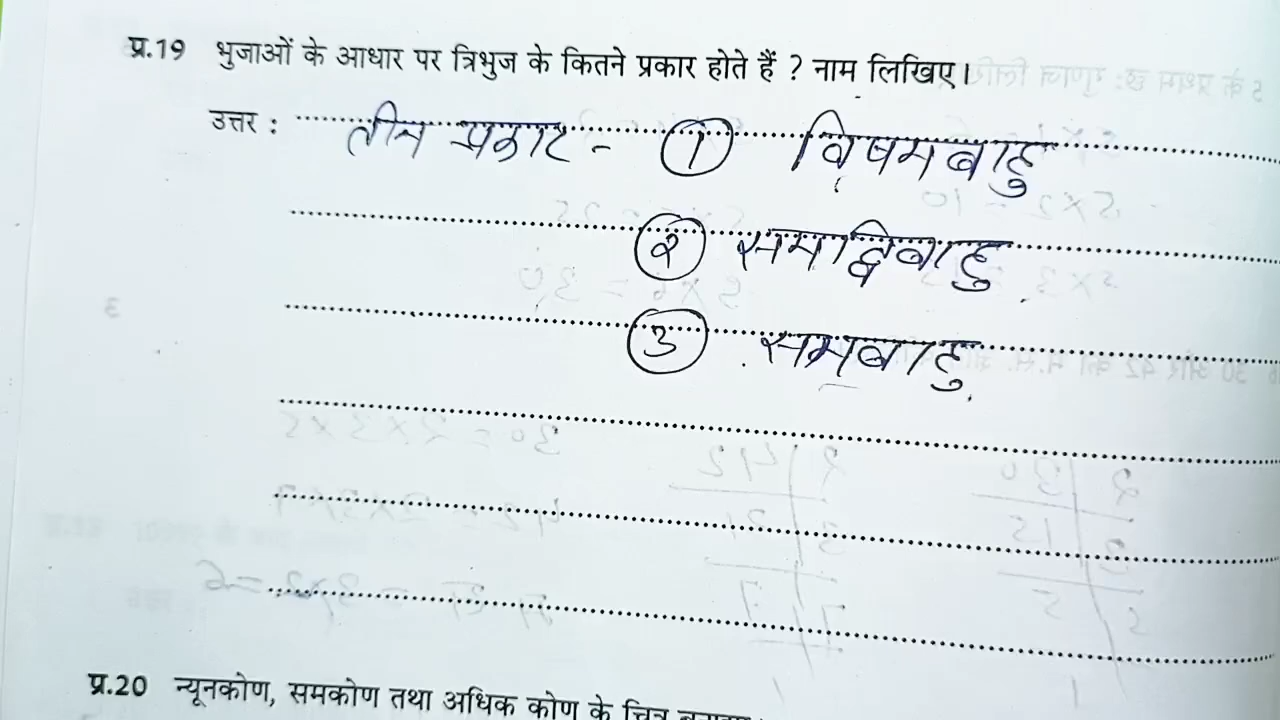 प्र.19 भुजाओं के आधार पर त्रिभुज के कितने प्रकार होते हैं ? नाम लिखिए।
उत्तर : तीन प्रकार - ① विषमबाहु
② समद्विबाहु
③ समबाहु
प्र.20 न्यूनकोण, समकोण तथा अधिक कोण के चित्र